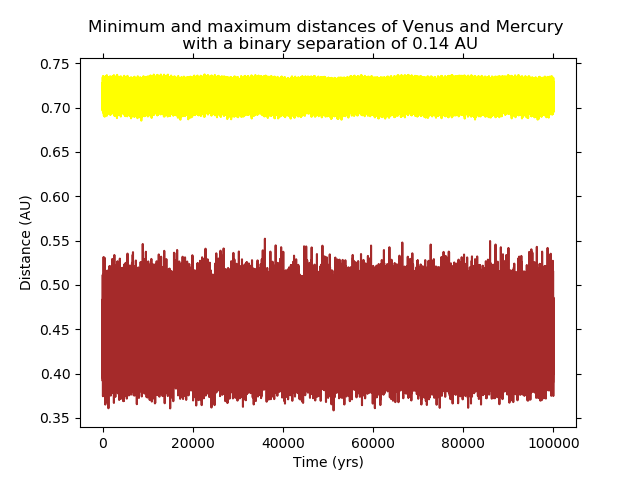 Minimum and maximum distances of Venus and Mercury
with a binary separation of 0.14 AU
0.75
0.70
0.65
0.60
0.55
0.50
0.45
0.40
0.35
Distance (AU)
0 20000 40000 60000 80000 100000
Time (yrs)